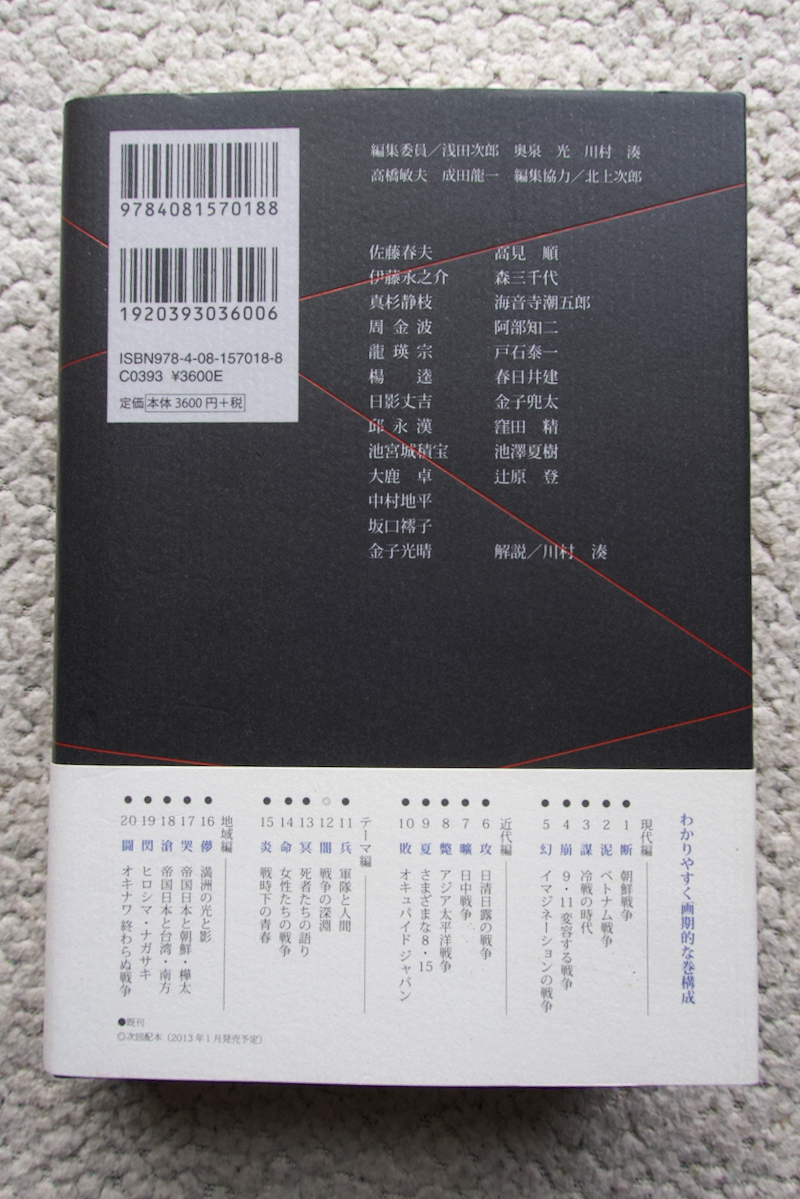 9784081570188
1920393036006
ISBN978-4-08-157018-8
C0393 ¥3600E
定価 本体 3600 円+税
編集委員／浅田次郎 奥泉 光 川村 湊
高橋敏夫 成田龍一 編集協力／北上次郎
佐藤春夫
伊藤永之介
真杉静枝
周金波
龍瑛宗
楊 逵
日影丈吉
邱永漢
池宮城積宝
大鹿 卓
中村地平
坂口䙥子
金子光晴
高見 順
森三千代
海音寺潮五郎
阿部知二
戸石泰一
春日井建
金子兜太
窪田 精
池澤夏樹
辻原 登
解説／川村 湊
わかりやすく画期的な巻構成
現代編
●1 断 朝鮮戦争
●2 泥 ベトナム戦争
●3 謀 冷戦の時代
●4 崩 9・11 変容する戦争
●5 幻 イマジネーションの戦争
近代編
●6 攻 日清日露の戦争
●7 曠 日中戦争
●8 斃 アジア太平洋戦争
●9 夏 さまざまな8・15
●10 敗 オキュパイド ジャパン
テーマ編
●11 兵 軍隊と人間
◎12 闇 戦争の深淵
●13 冥 死者たちの語り
●14 命 女性たちの戦争
●15 炎 戦時下の青春
地域編
●16 儚 満洲の光と影
●17 哭 帝国日本と朝鮮・樺太
●18 滄 帝国日本と台湾・南方
●19 閃 ヒロシマ・ナガサキ
●20 闘 オキナワ 終わらぬ戦争
●既刊
◎次回配本（2013年1月発売予定）